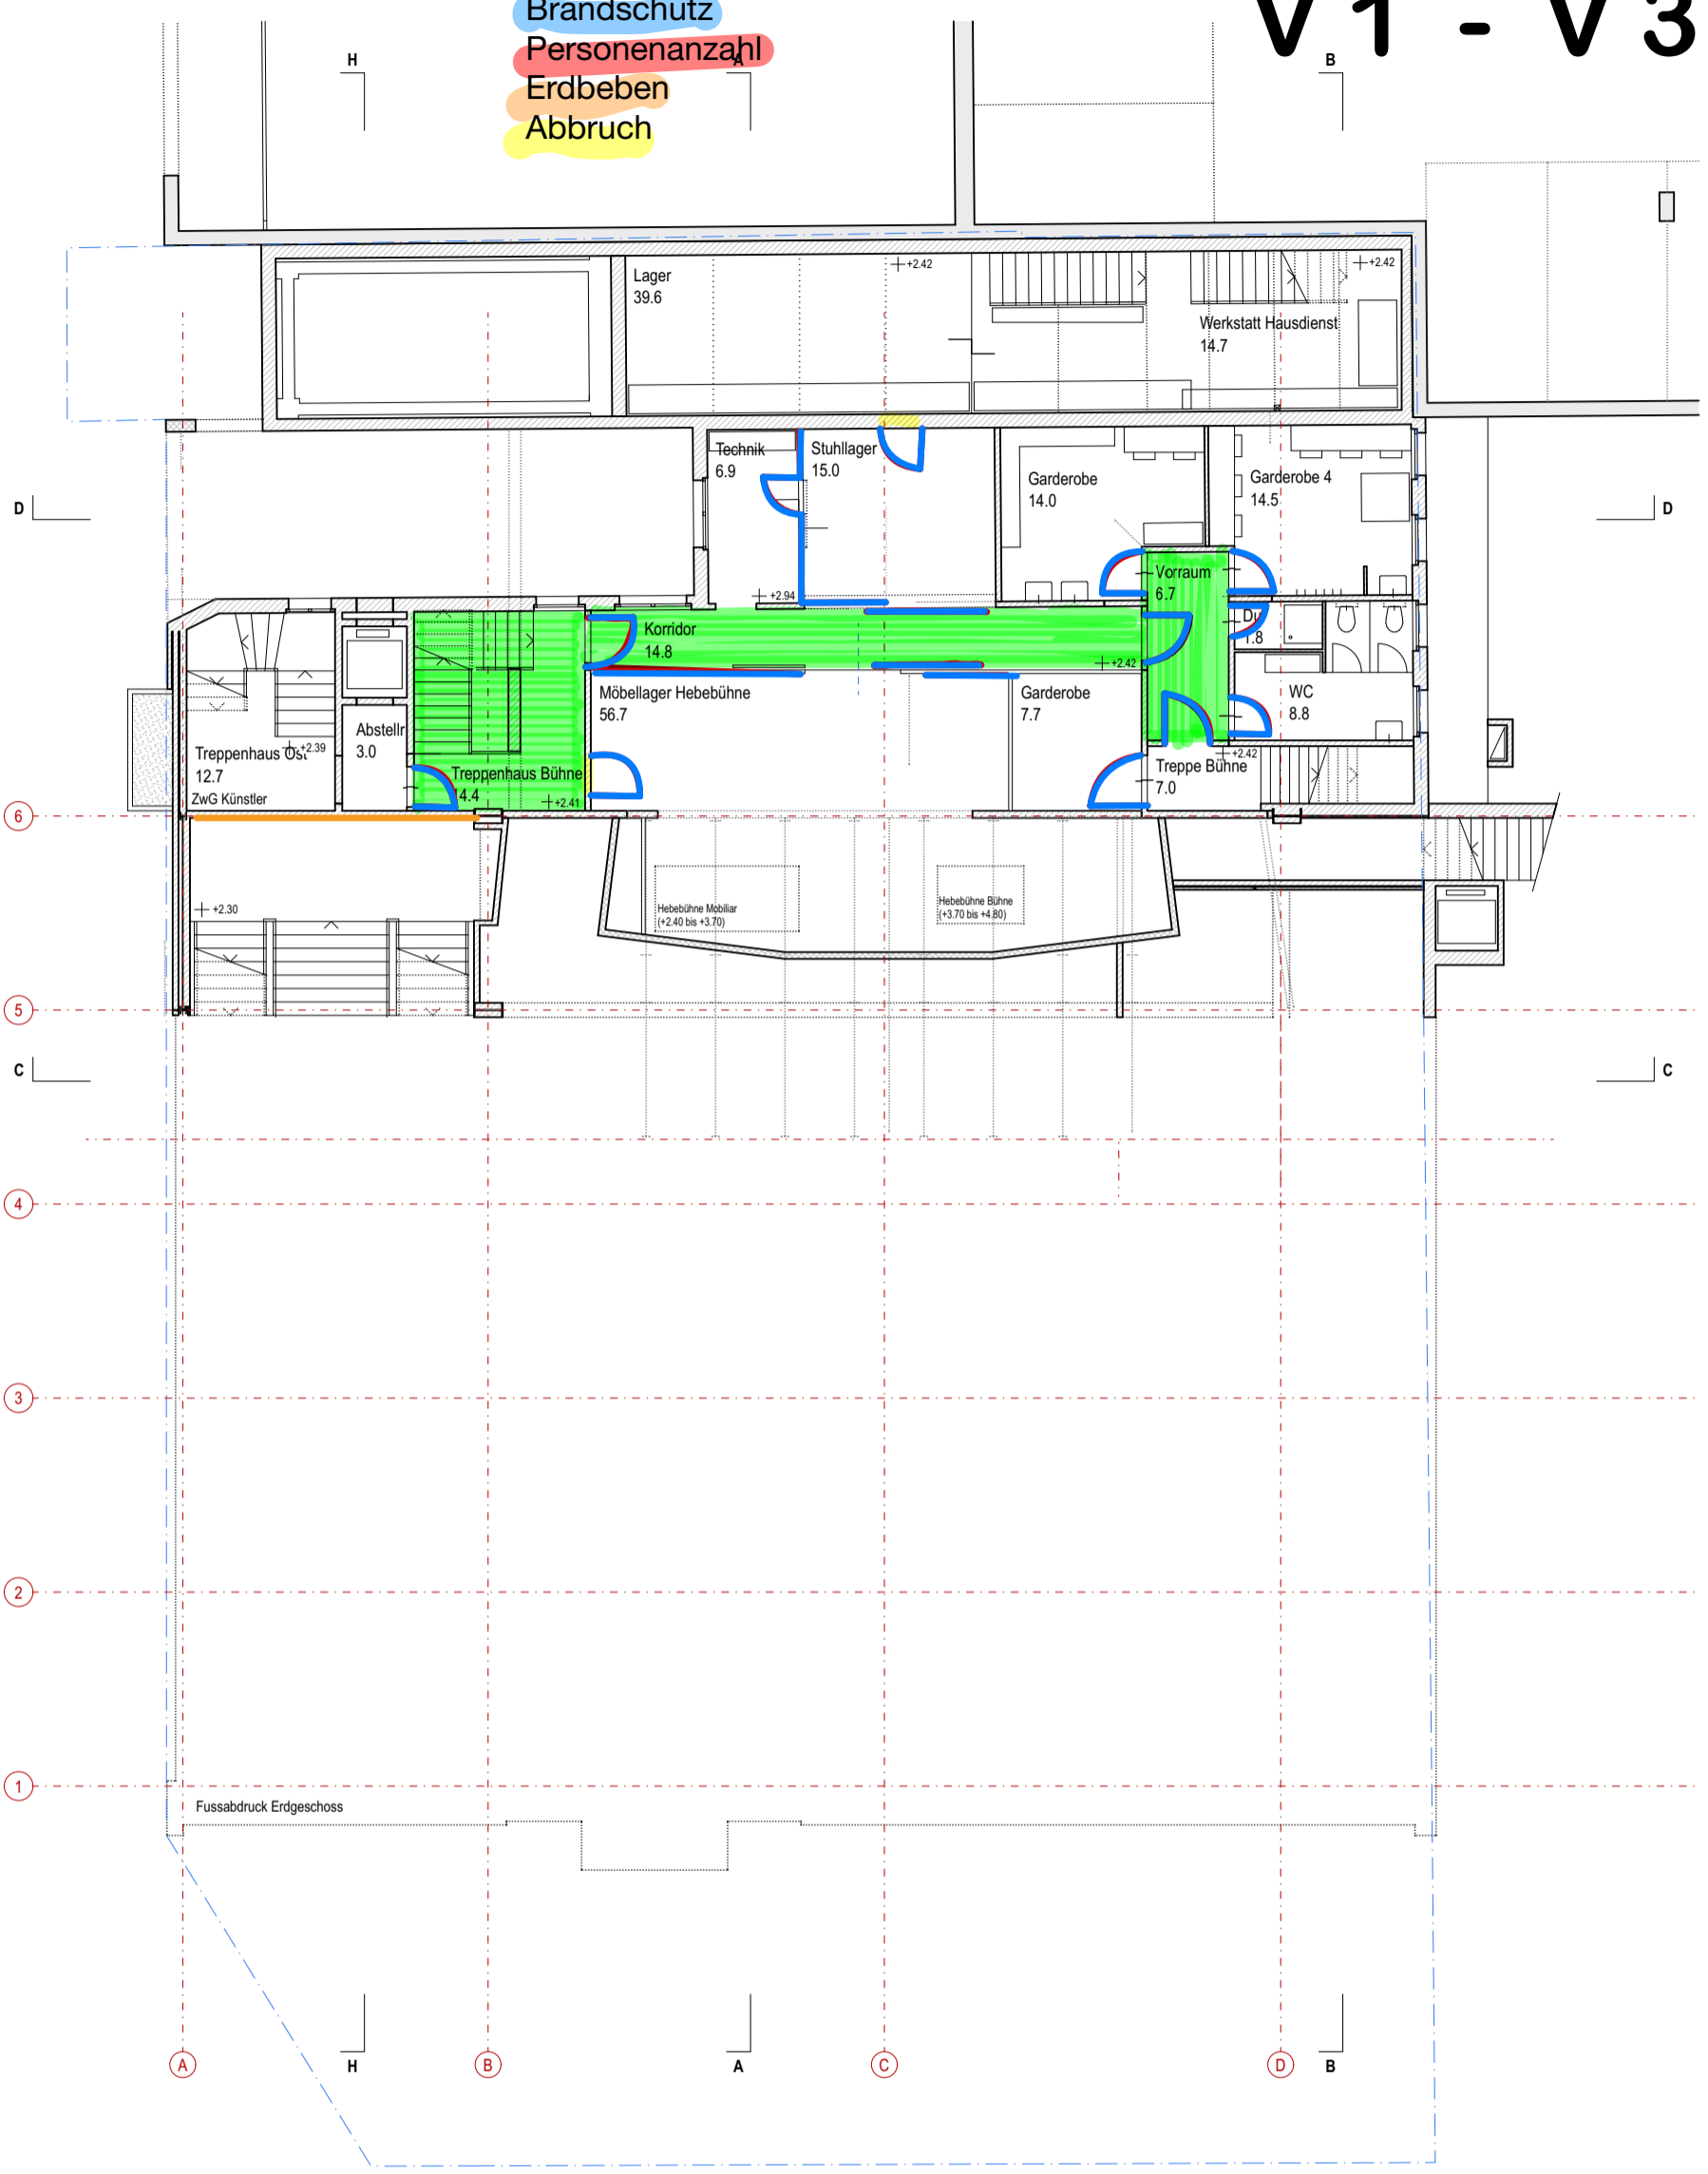 Brandschutz
V1 - V3
Personenanzahl
Erdbeben
Abbruch
H
A
B
Lager
39.6
+2.42
+2.42
Werkstatt Hausdienst
14.7
Technik
6.9
Stuhllager
15.0
Garderobe
14.0
Garderobe 4
14.5
D
D
Vorraum
6.7
+2.94
Korridor
14.8
+2.42
1.8
Möbellager Hebebühne
56.7
Garderobe
7.7
WC
8.8
Abstellr
3.0
Treppenhaus Ost
12.7
ZwG Künstler
+2.39
Treppenhaus Bühne
14.4
+2.41
+2.42
Treppe Bühne
7.0
6
+2.30
Hebebühne Mobiliar
(+2.40 bis +3.70)
Hebebühne Bühne
(+3.70 bis +4.80)
5
C
C
4
3
2
1
Fussabdruck Erdgeschoss
A
H
B
A
C
D
B